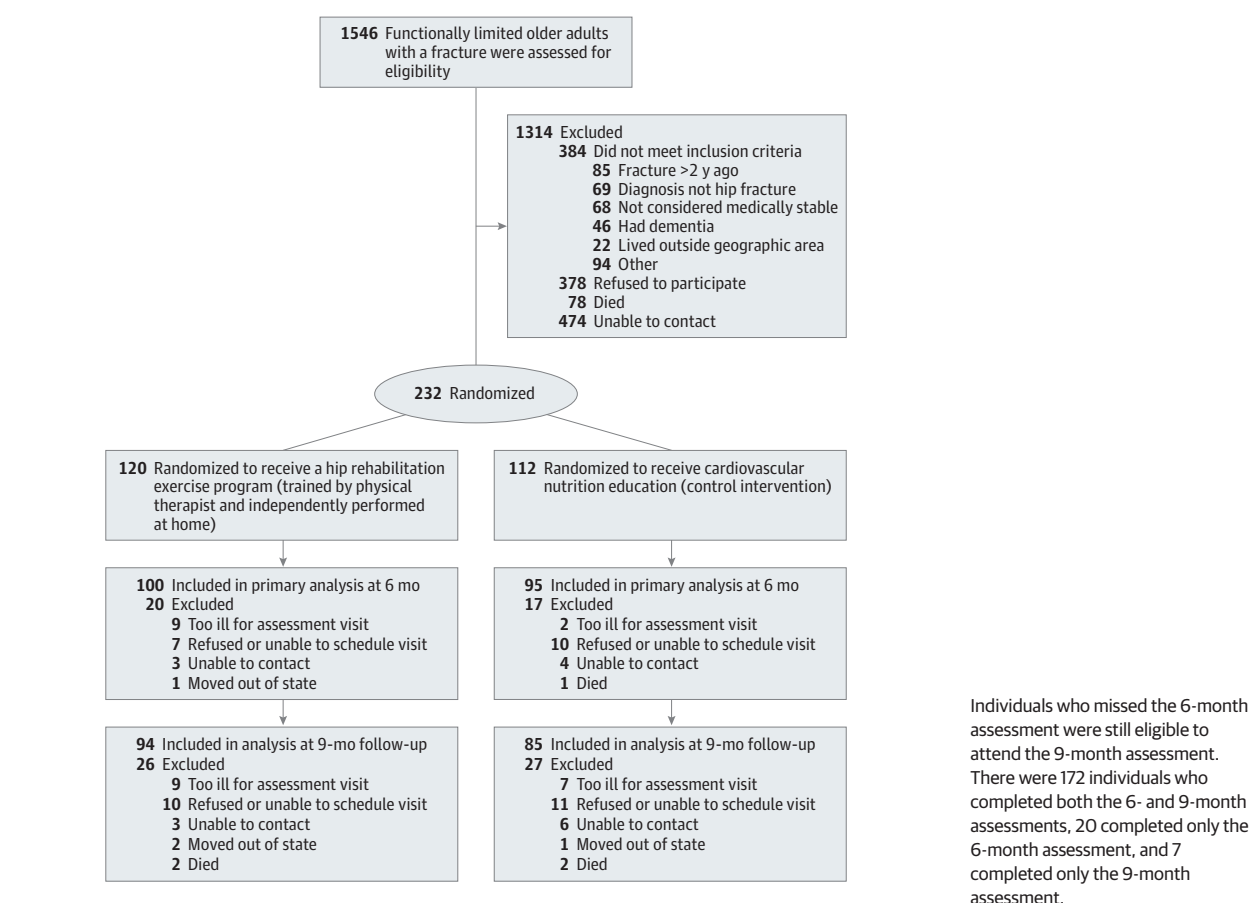 1546 Functionally limited older adults
with a fracture were assessed for
eligibility
1314 Excluded
384 Did not meet inclusion criteria
85 Fracture >2 y ago
69 Diagnosis not hip fracture
68 Not considered medically stable
46 Had dementia
22 Lived outside geographic area
94 Other
378 Refused to participate
78 Died
474 Unable to contact
232 Randomized
120 Randomized to receive a hip rehabilitation
exercise program (trained by physical
therapist and independently performed
at home)
112 Randomized to receive cardiovascular
nutrition education (control intervention)
100 Included in primary analysis at 6 mo
20 Excluded
9 Too ill for assessment visit
7 Refused or unable to schedule visit
3 Unable to contact
1 Moved out of state
95 Included in primary analysis at 6 mo
17 Excluded
2 Too ill for assessment visit
10 Refused or unable to schedule visit
4 Unable to contact
1 Died
94 Included in analysis at 9-mo follow-up
26 Excluded
9 Too ill for assessment visit
10 Refused or unable to schedule visit
3 Unable to contact
2 Moved out of state
2 Died
85 Included in analysis at 9-mo follow-up
27 Excluded
7 Too ill for assessment visit
11 Refused or unable to schedule visit
6 Unable to contact
1 Moved out of state
2 Died
Individuals who missed the 6-month
assessment were still eligible to
attend the 9-month assessment.
There were 172 individuals who
completed both the 6- and 9-month
assessments, 20 completed only the
6-month assessment, and 7
completed only the 9-month
assessment.